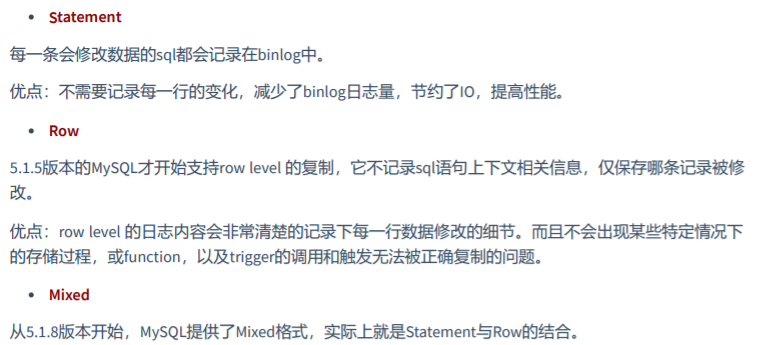 • Statement
每一条会修改数据的sql都会记录在binlog中。
优点：不需要记录每一行的变化，减少了binlog日志量，节约了IO，提高性能。
• Row
5.1.5版本的MySQL才开始支持row level 的复制，它不记录sql语句上下文相关信息，仅保存哪条记录被修
改。
优点：row level 的日志内容会非常清楚的记录下每一行数据修改的细节。而且不会出现某些特定情况下
的存储过程，或function，以及trigger的调用和触发无法被正确复制的问题。
• Mixed
从5.1.8版本开始，MySQL提供了Mixed格式，实际上就是Statement与Row的结合。